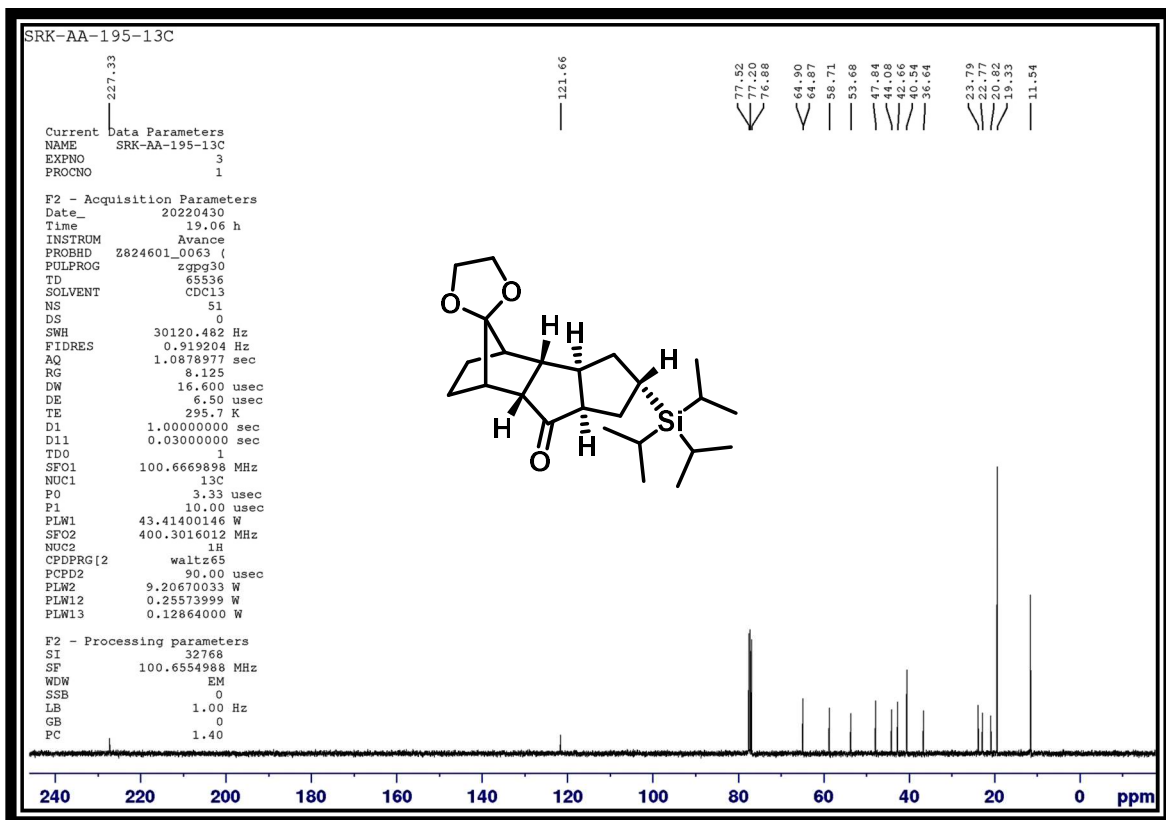 SRK-AA-195-13C
227.33
121.66
77.52
77.20
76.88
64.90
64.87
58.71
53.68
47.84
44.08
42.66
40.54
36.64
23.79
22.77
20.82
19.33
11.54
Current Data Parameters
NAME SRK-AA-195-13C
EXPNO 3
PROCNO 1
F2 - Acquisition Parameters
Date_ 20220430
Time 19.06 h
INSTRUM Avance
PROBHD Z824601_0063 (
PULPROG zgpg30
TD 65536
SOLVENT CDCl3
NS 51
DS 0
SWH 30120.482 Hz
FIDRES 0.919204 Hz
AQ 1.0878977 sec
RG 8.125
DW 16.600 usec
DE 6.50 usec
TE 295.7 K
D1 1.00000000 sec
D11 0.03000000 sec
TD0 1
SFO1 100.6669898 MHz
NUC1 13C
P0 3.33 usec
P1 10.00 usec
PLW1 43.41400146 W
SFO2 400.3016012 MHz
NUC2 1H
CPDPRG[2 waltz65
PCPD2 90.00 usec
PLW2 9.20670033 W
PLW12 0.25573999 W
PLW13 0.12864000 W
F2 - Processing parameters
SI 32768
SF 100.6554988 MHz
WDW EM
SSB 0
LB 1.00 Hz
GB 0
PC 1.40
O O
H H
H
Si
H H
O
240 220 200 180 160 140 120 100 80 60 40 20 0 ppm